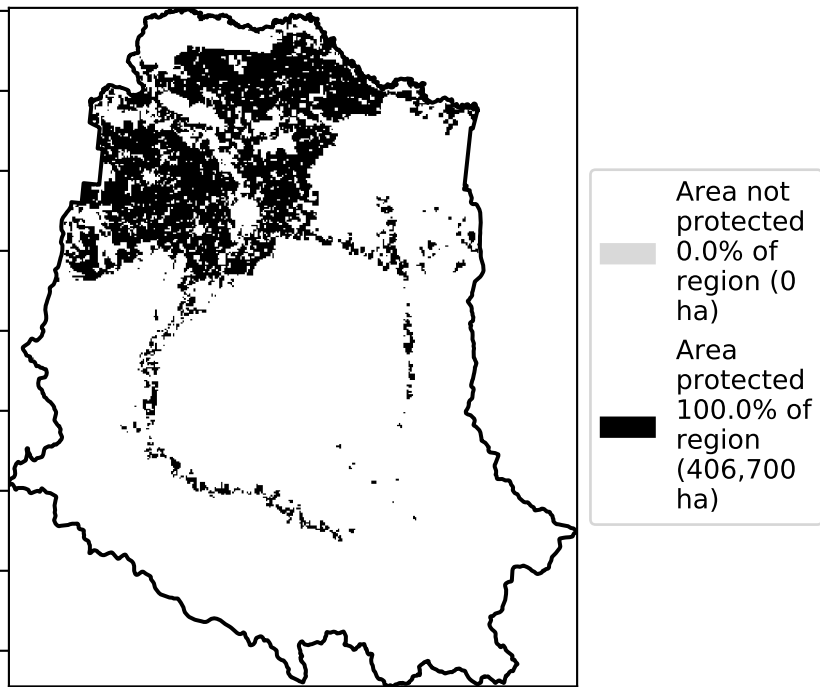 Area not
protected
0.0% of
region (0
ha)
Area
protected
100.0% of
region
(406,700
ha)